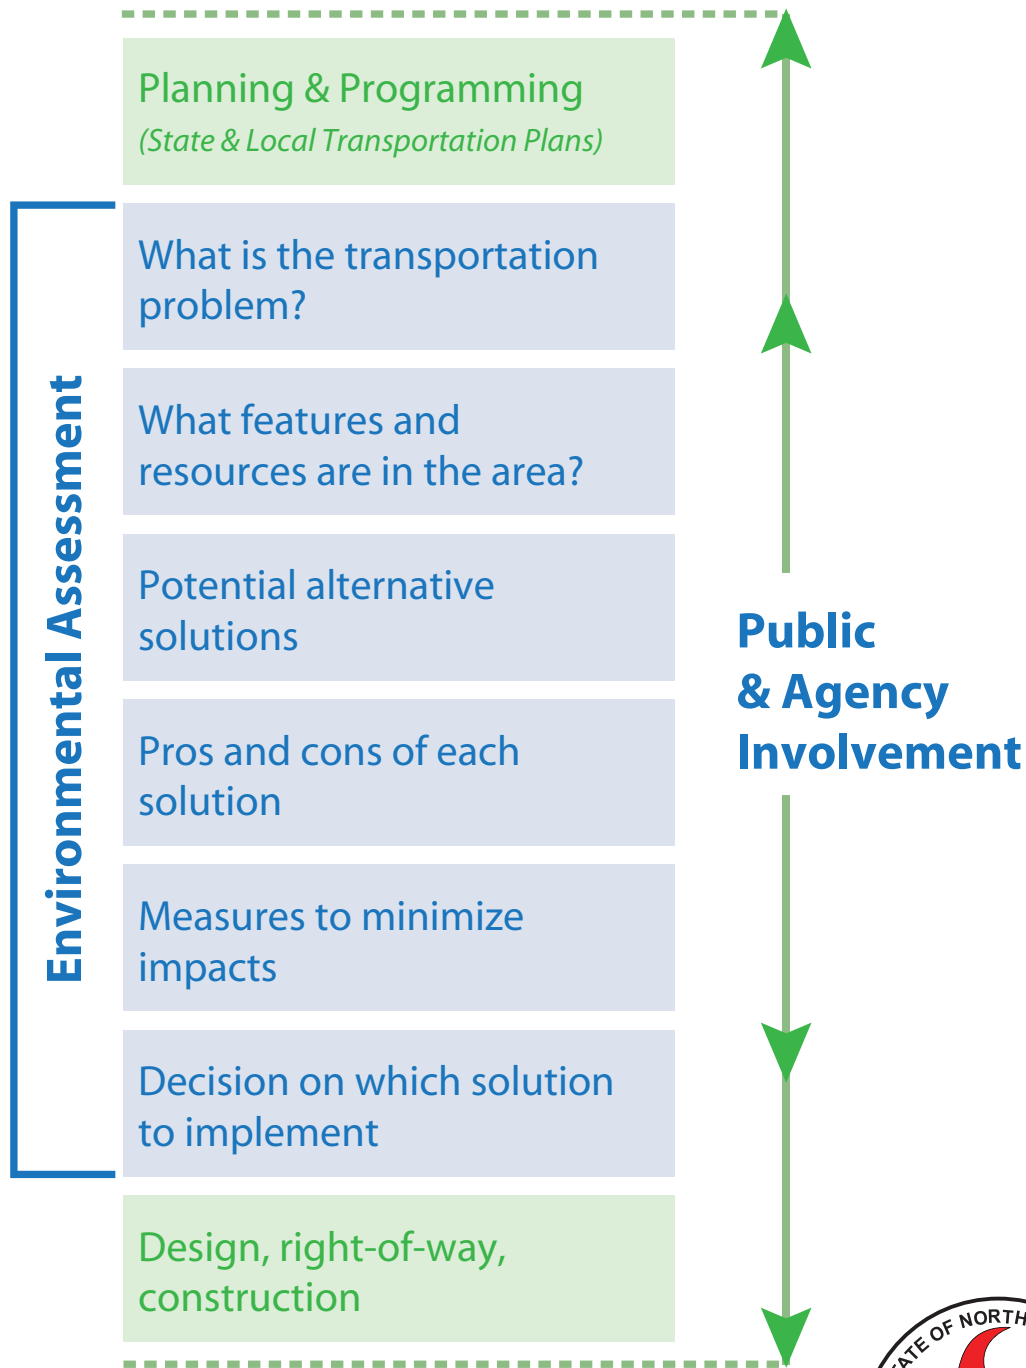 Planning & Programming
(State & Local Transportation Plans)
What is the transportation
problem?
What features and
resources are in the area?
Potential alternative
solutions
Pros and cons of each
solution
Measures to minimize
impacts
Decision on which solution
to implement
Design, right-of-way,
construction
Environmental Assessment
Public
& Agency
Involvement
OF NORTH